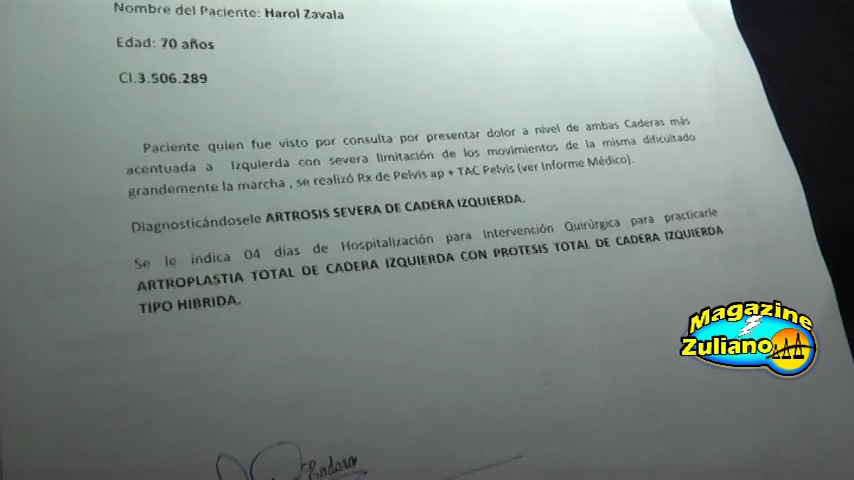 Nombre del Paciente: Harol Zavala
Edad: 70 años
CI.3.506.289
Paciente quien fue visto por consulta por presentar dolor a nivel de ambas Caderas más
acentuada a Izquierda con severa limitación de los movimientos de la misma dificultado
grandemente la marcha , se realizó Rx de Pelvis ap + TAC Pelvis (ver Informe Médico).
Diagnosticándosele ARTROSIS SEVERA DE CADERA IZQUIERDA.
Se le indica 04 días de Hospitalización para Intervención Quirúrgica para practicarle
ARTROPLASTIA TOTAL DE CADERA IZQUIERDA CON PROTESIS TOTAL DE CADERA IZQUIERDA
TIPO HIBRIDA.
Magazine
Zuliano